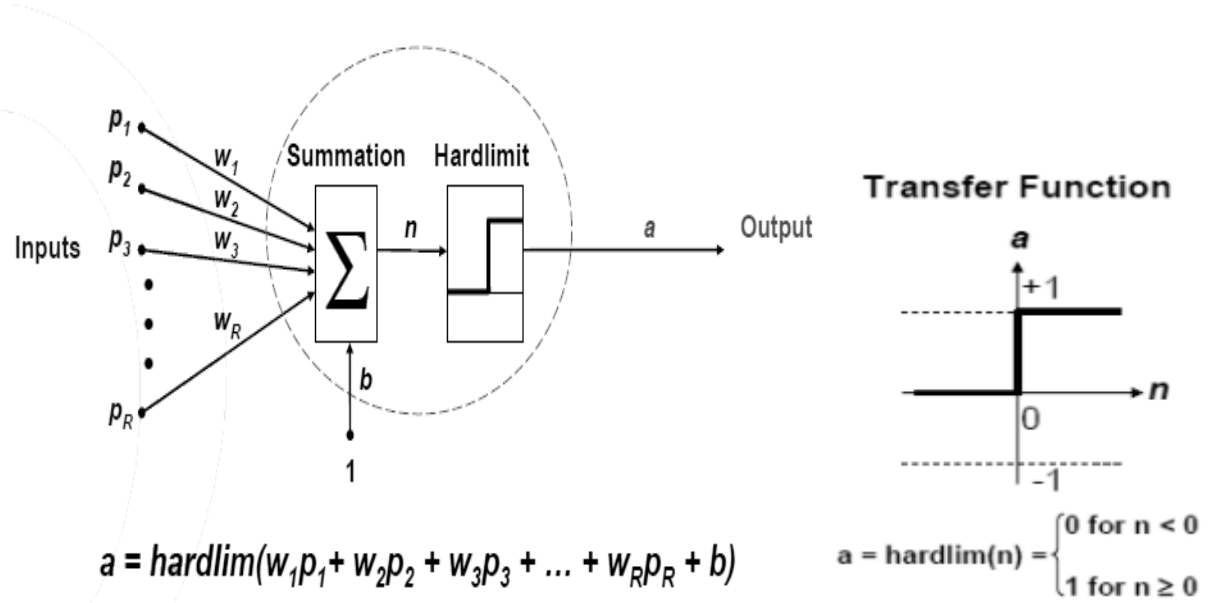 p1
w1
Summation
Hardlimit
p2
w2
Transfer Function
Inputs
p3
w3
∑
n
a
Output
a
+1
wR
b
n
0
pR
1
-1
a = hardlim(w1p1+ w2p2 + w3p3 + ... + wRpR + b)
a = hardlim(n) = {0 for n < 0
1 for n ≥ 0